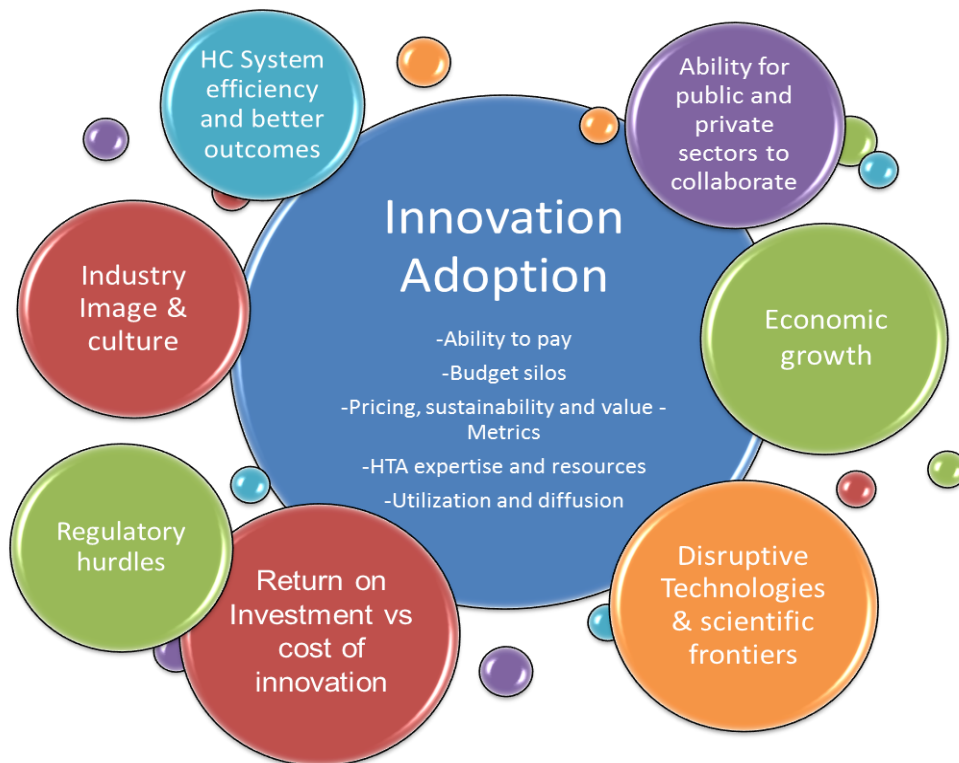 HC System
efficiency
and better
outcomes
Ability for
public and
private
sectors to
collaborate
Innovation
Adoption
-Ability to pay
-Budget silos
-Pricing, sustainability and value -
Metrics
-HTA expertise and resources
-Utilization and diffusion
Industry
Image &
culture
Economic
growth
Regulatory
hurdles
Return on
Investment vs
cost of
innovation
Disruptive
Technologies
& scientific
frontiers